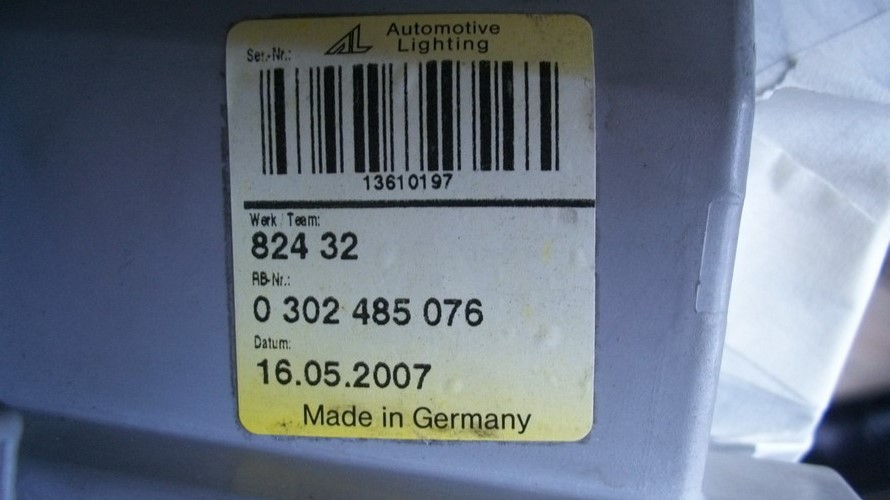 Automotive
Lighting
Ser.-Nr.:
13610197
Werk / Team:
824 32
RB-Nr.:
0 302 485 076
Datum:
16.05.2007
Made in Germany